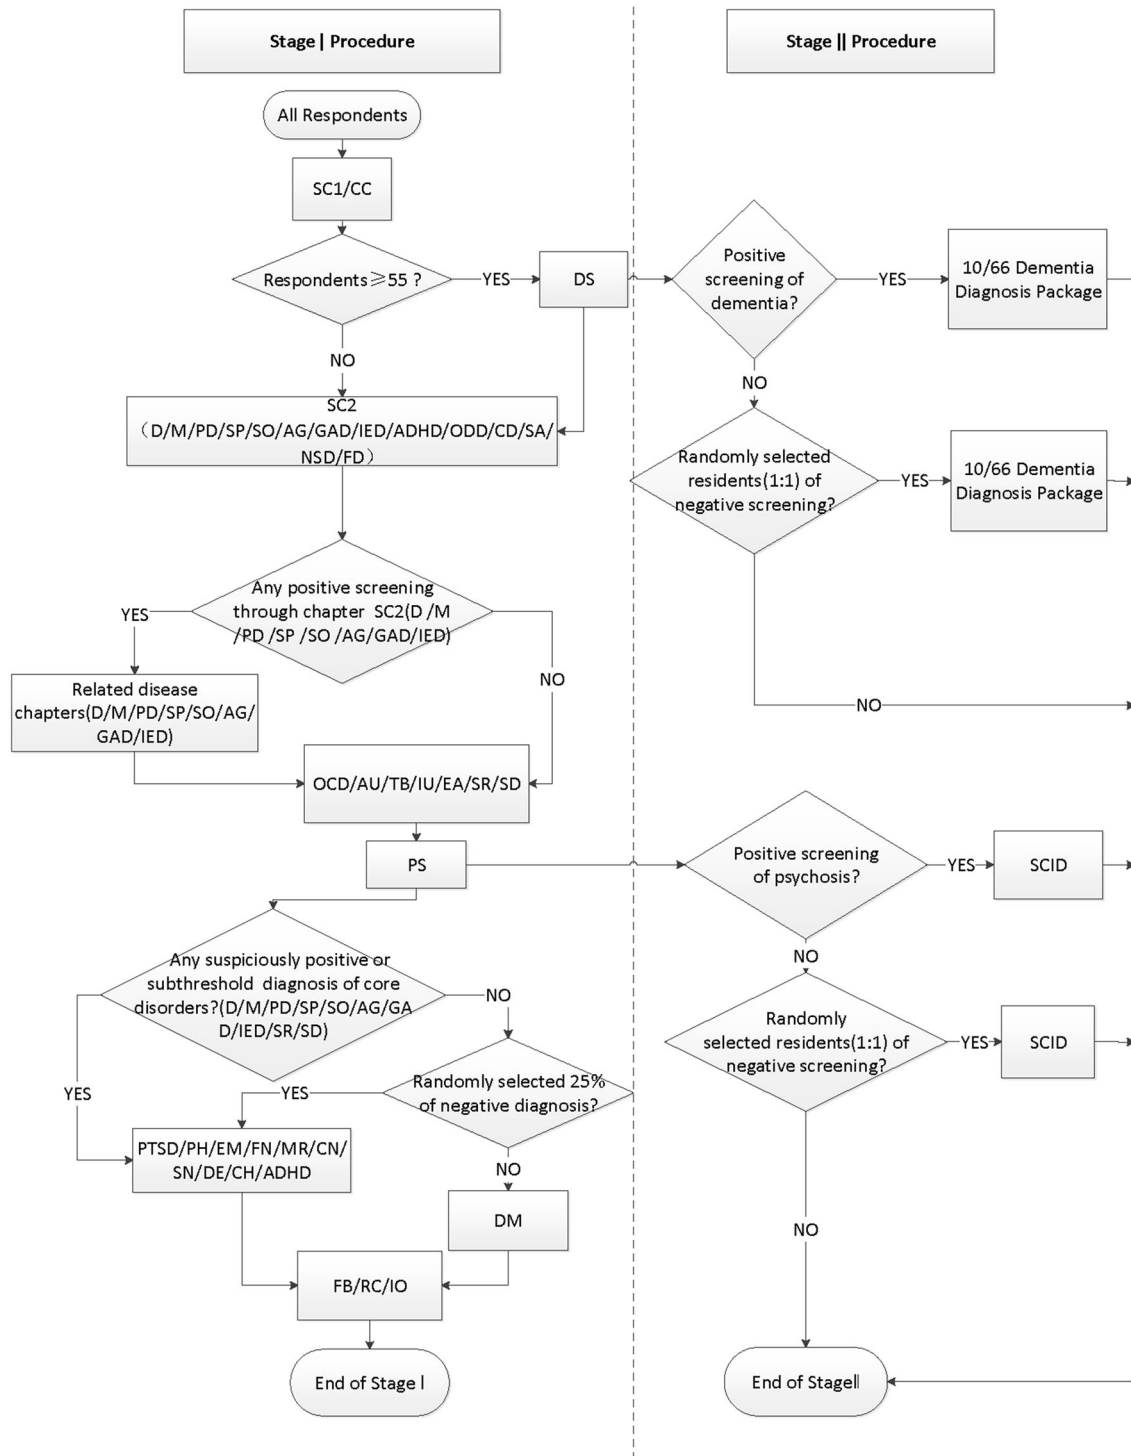 Stage | Procedure
Stage || Procedure
All Respondents
SC1/CC
Respondents ≥55 ?
YES
DS
NO
SC2
（D/M/PD/SP/SO/AG/GAD/IED/ADHD/ODD/CD/SA/
NSD/FD）
Any positive screening
through chapter SC2(D /M
/PD /SP /SO /AG/GAD/IED)
YES
NO
Related disease
chapters(D/M/PD/SP/SO/AG/
GAD/IED)
OCD/AU/TB/IU/EA/SR/SD
PS
Any suspiciously positive or
subthreshold diagnosis of core
disorders?(D/M/PD/SP/SO/AG/GA
D/IED/SR/SD)
NO
YES
Randomly selected 25%
of negative diagnosis?
YES
PTSD/PH/EM/FN/MR/CN/
SN/DE/CH/ADHD
NO
DM
FB/RC/IO
End of Stage |
Positive
screening of
dementia?
YES
10/66 Dementia
Diagnosis Package
NO
Randomly selected
residents(1:1) of
negative screening?
YES
10/66 Dementia
Diagnosis Package
NO
Positive screening
of psychosis?
YES
SCID
NO
Randomly
selected residents(1:1) of
negative screening?
YES
SCID
NO
End of Stage||